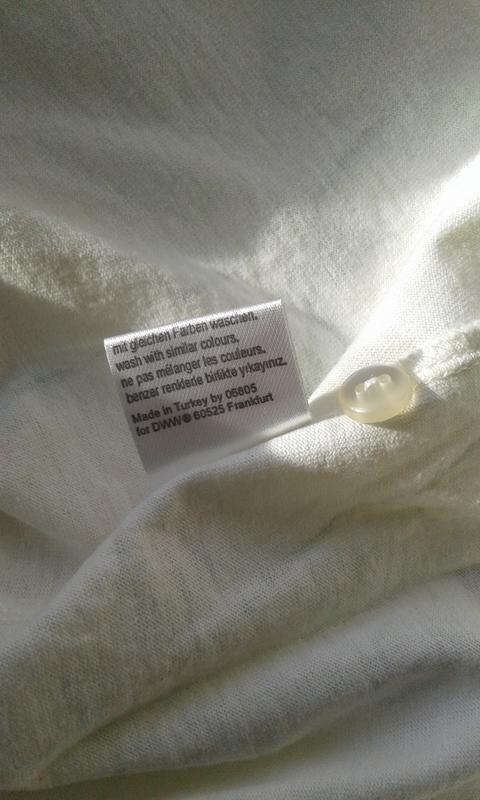 mit gleichen Farben waschen.
wash with similar colours.
ne pas mélanger les couleurs.
benzer renklerle birlikte yıkayınız.
Made in Turkey by 06805
for DWW® 60525 Frankfurt